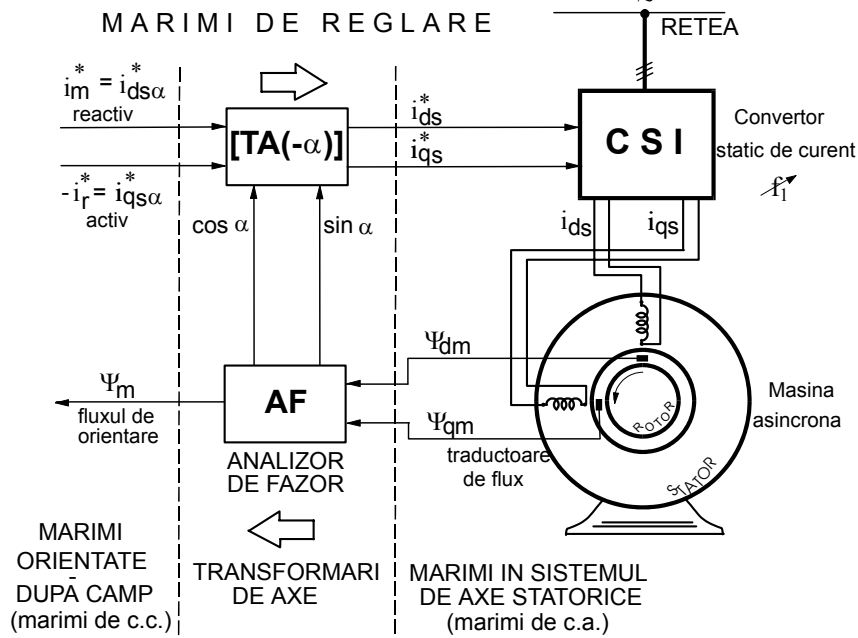 MARIMI DE REGLARE
RETEA
i*m = i*dsα
reactiv
-i*r = i*qsα
activ
[TA(-α)]
i*ds
i*qs
CSI
Convertor
static de curent
f1
cos α
sin α
ids
iqs
Ψm
fluxul de
orientare
AF
ANALIZOR
DE FAZOR
Ψdm
Ψqm
traductoare
de flux
ROTOR
STATOR
Masina
asincrona
MARIMI
ORIENTATE
DUPĀ CAMP
(marimi de c.c.)
TRANSFORMARI
DE AXE
MARIMI IN SISTEMUL
DE AXE STATORICE
(marimi de c.a.)